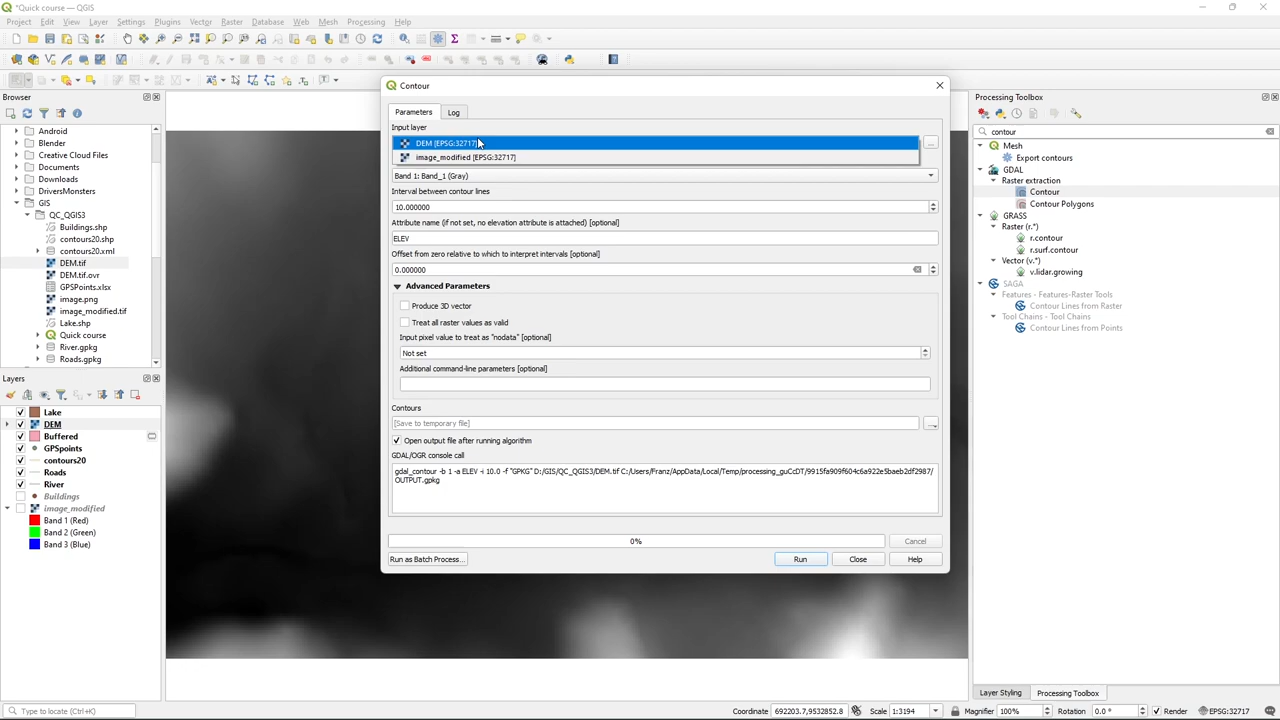 *Quick course — QGIS
Project Edit View Layer Settings Plugins Vector Raster Database Web Mesh Processing Help
Browser
Android
Blender
Creative Cloud Files
Documents
Downloads
DriversMonsters
GIS
QC_QGIS3
Buildings.shp
contours20.shp
contours20.xml
DEM.tif
DEM.tif.ovr
GPSPoints.xlsx
image.png
image_modified.tif
Lake.shp
Quick course
River.gpkg
Roads.gpkg
Layers
Lake
DEM
Buffered
GPSpoints
contours20
Roads
River
Buildings
image_modified
Band 1 (Red)
Band 2 (Green)
Band 3 (Blue)
Contour
Parameters Log
Input layer
DEM [EPSG:32717]
image_modified [EPSG:32717]
Band 1: Band_1 (Gray)
Interval between contour lines
10.000000
Attribute name (if not set, no elevation attribute is attached) [optional]
ELEV
Offset from zero relative to which to interpret intervals [optional]
0.000000
Advanced Parameters
Produce 3D vector
Treat all raster values as valid
Input pixel value to treat as "nodata" [optional]
Not set
Additional command-line parameters [optional]
Contours
[Save to temporary file]
Open output file after running algorithm
GDAL/OGR console call
gdal_contour -b 1 -a ELEV -i 10.0 -f "GPKG" D:/GIS/QC_QGIS3/DEM.tif C:/Users/Franz/AppData/Local/Temp/processing_guCcDT/9915fa909f604c6a922e5baeb2df2987/
OUTPUT.gpkg
0%
Cancel
Run as Batch Process...
Run
Close
Help
Processing Toolbox
contour
Mesh
Export contours
GDAL
Raster extraction
Contour
Contour Polygons
GRASS
Raster (r.*)
r.contour
r.surf.contour
Vector (v.*)
v.lidar.growing
SAGA
Features - Features-Raster Tools
Contour Lines from Raster
Tool Chains - Tool Chains
Contour Lines from Points
Layer Styling Processing Toolbox
Type to locate (Ctrl+K)
Coordinate 692203.7,9532852.8 Scale 1:3194 Magnifier 100% Rotation 0.0 ° Render EPSG:32717